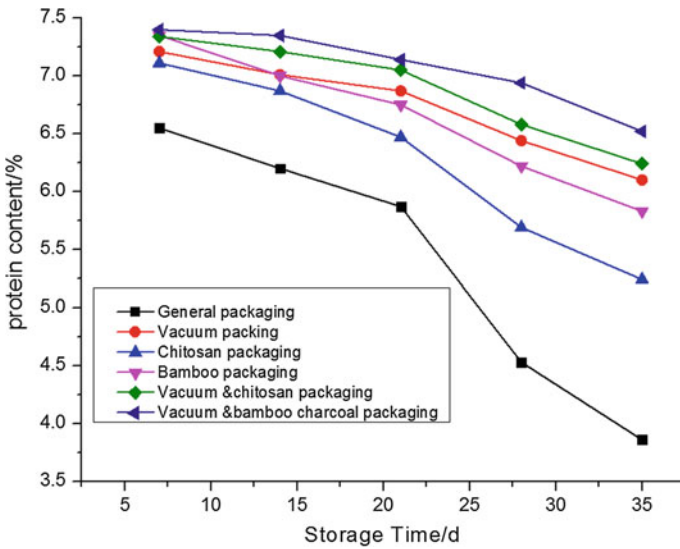 7.5
7.0
6.5
6.0
5.5
5.0
4.5
4.0
3.5
protein content/%
General packaging
Vacuum packing
Chitosan packaging
Bamboo packaging
Vacuum &chitosan packaging
Vacuum &bamboo charcoal packaging
5 10 15 20 25 30 35
Storage Time/d